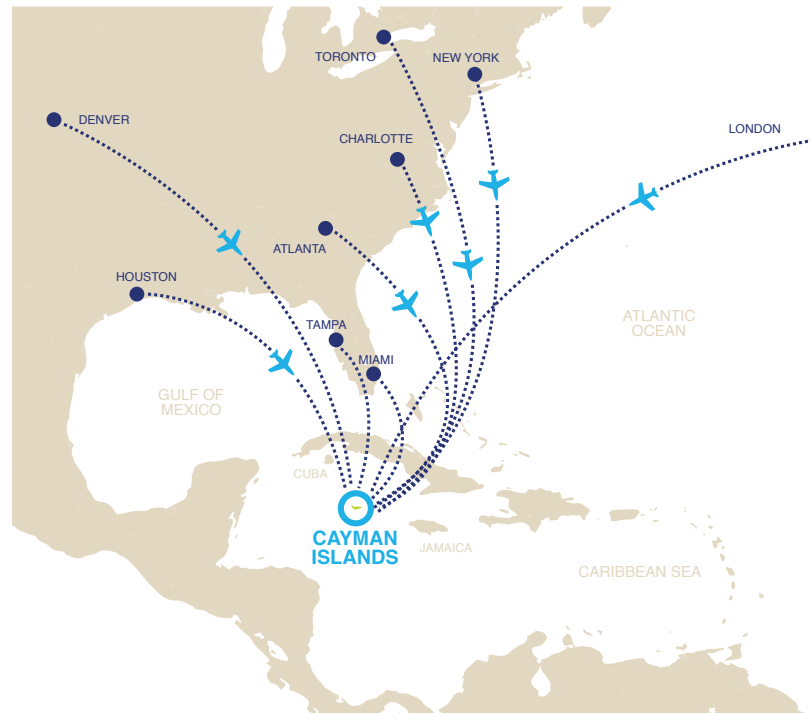 TORONTO
NEW YORK
DENVER
LONDON
CHARLOTTE
ATLANTA
HOUSTON
TAMPA
ATLANTIC
OCEAN
MIAMI
GULF OF
MEXICO
CUBA
CAYMAN
ISLANDS
JAMAICA
CARIBBEAN SEA